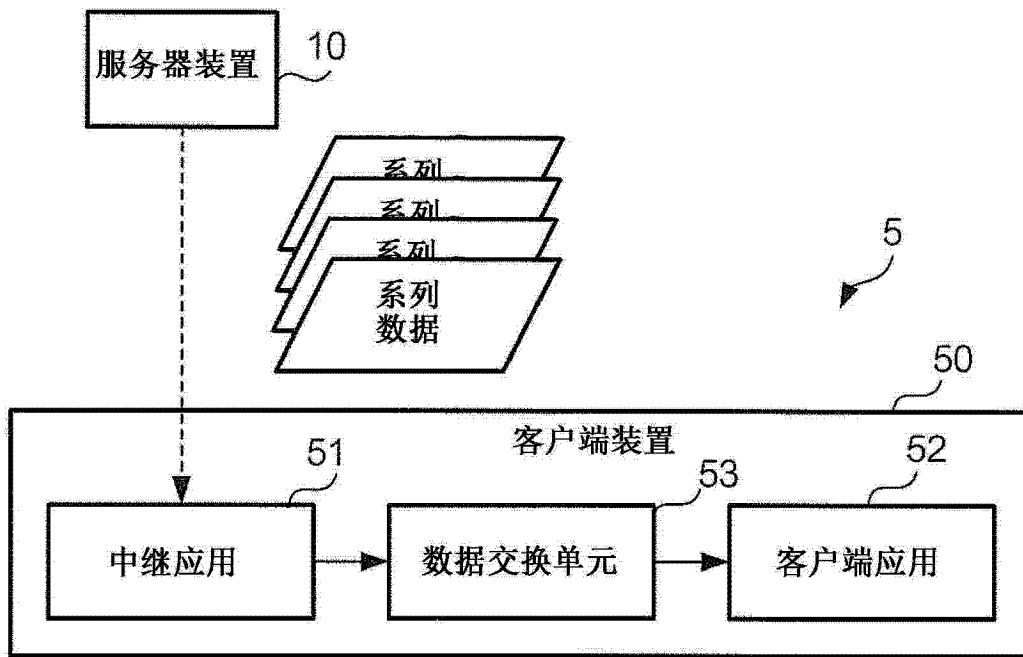 服务器装置
10
系列
系列
系列
系列
数据
5
50
客户端装置
51
53
52
中继应用
数据交换单元
客户端应用